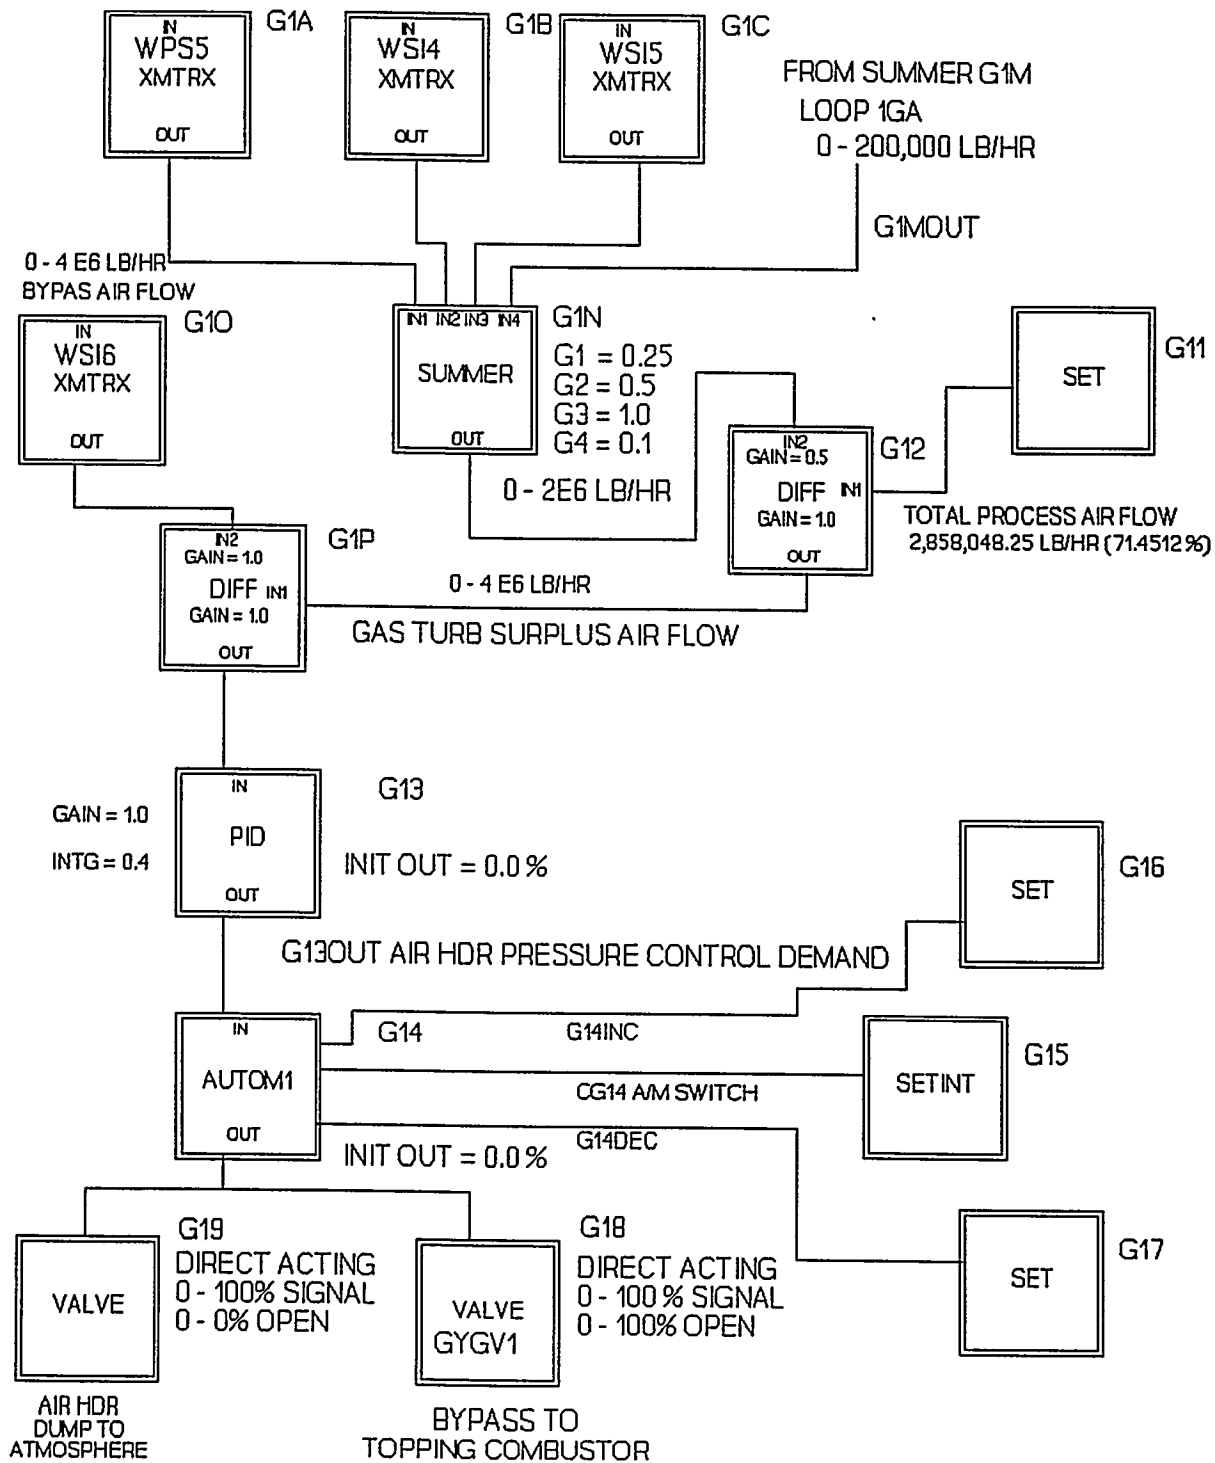 IN
WPS5
XMTRX
OUT
G1A
IN
WSI4
XMTRX
OUT
G1B
IN
WSI5
XMTRX
OUT
G1C
FROM SUMMER G1M
LOOP 1GA
0 - 200,000 LB/HR
G1MOUT
0 - 4 E6 LB/HR
BYPAS AIR FLOW
IN
WSI6
XMTRX
OUT
G1O
IN1 IN2 IN3 IN4
SUMMER
OUT
G1N
G1 = 0.25
G2 = 0.5
G3 = 1.0
G4 = 0.1
0 - 2E6 LB/HR
SET
G11
IN2
GAIN = 0.5
DIFF IN1
GAIN = 1.0
OUT
G12
TOTAL PROCESS AIR FLOW
2,858,048.25 LB/HR (71.4512%)
IN2
GAIN = 1.0
DIFF IN1
GAIN = 1.0
OUT
G1P
0 - 4 E6 LB/HR
GAS TURB SURPLUS AIR FLOW
GAIN = 1.0
INTG = 0.4
IN
PID
OUT
G13
INIT OUT = 0.0 %
SET
G16
G13OUT AIR HDR PRESSURE CONTROL DEMAND
IN
AUTOM1
OUT
G14
G14INC
CG14 A/M SWITCH
G14DEC
INIT OUT = 0.0 %
SETINT
G15
VALVE
G19
DIRECT ACTING
0 - 100% SIGNAL
0 - 0% OPEN
AIR HDR
DUMP TO
ATMOSPHERE
VALVE
GYGV1
G18
DIRECT ACTING
0 - 100 % SIGNAL
0 - 100% OPEN
BYPASS TO
TOPPING COMBUSTOR
SET
G17